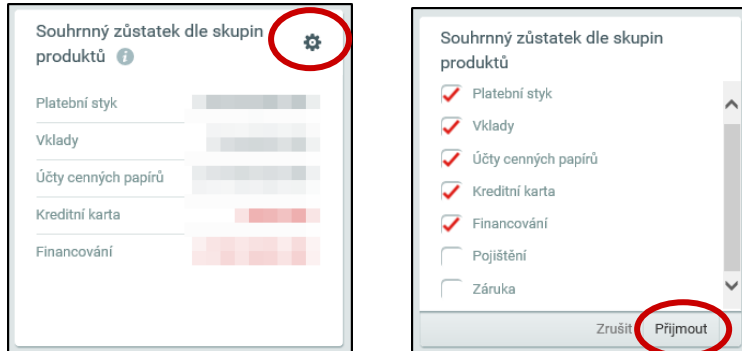 Souhrnný zůstatek dle skupin
produktů
Platební styk
Vklady
Účty cenných papírů
Kreditní karta
Financování
Souhrnný zůstatek dle skupin
produktů
Platební styk
Vklady
Účty cenných papírů
Kreditní karta
Financování
Pojištění
Záruka
Zrušit Přijmout